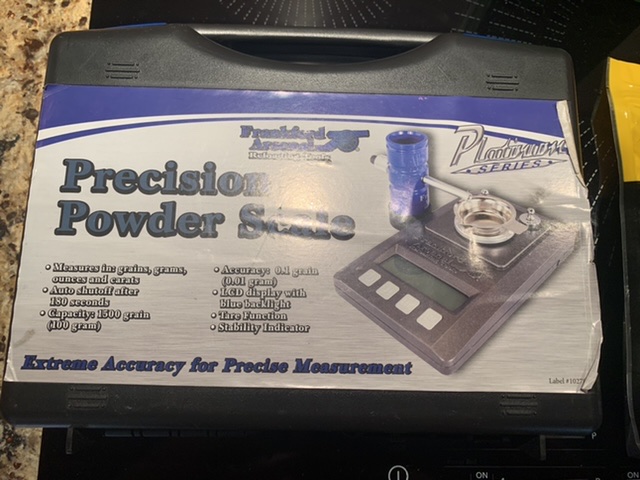 Frankford
Arsenal
Reloading Tools
Platinum
SERIES
Precision
Powder Scale
• Measures in: grains, grams,
ounces and carats
• Auto shutoff after
180 seconds
• Capacity: 1500 grain
(100 gram)
• Accuracy: 0.1 grain
(0.01 gram)
• LCD display with
blue backlight
• Tare Function
• Stability Indicator
Extreme Accuracy for Precise Measurement
Label #
P
ON
ON